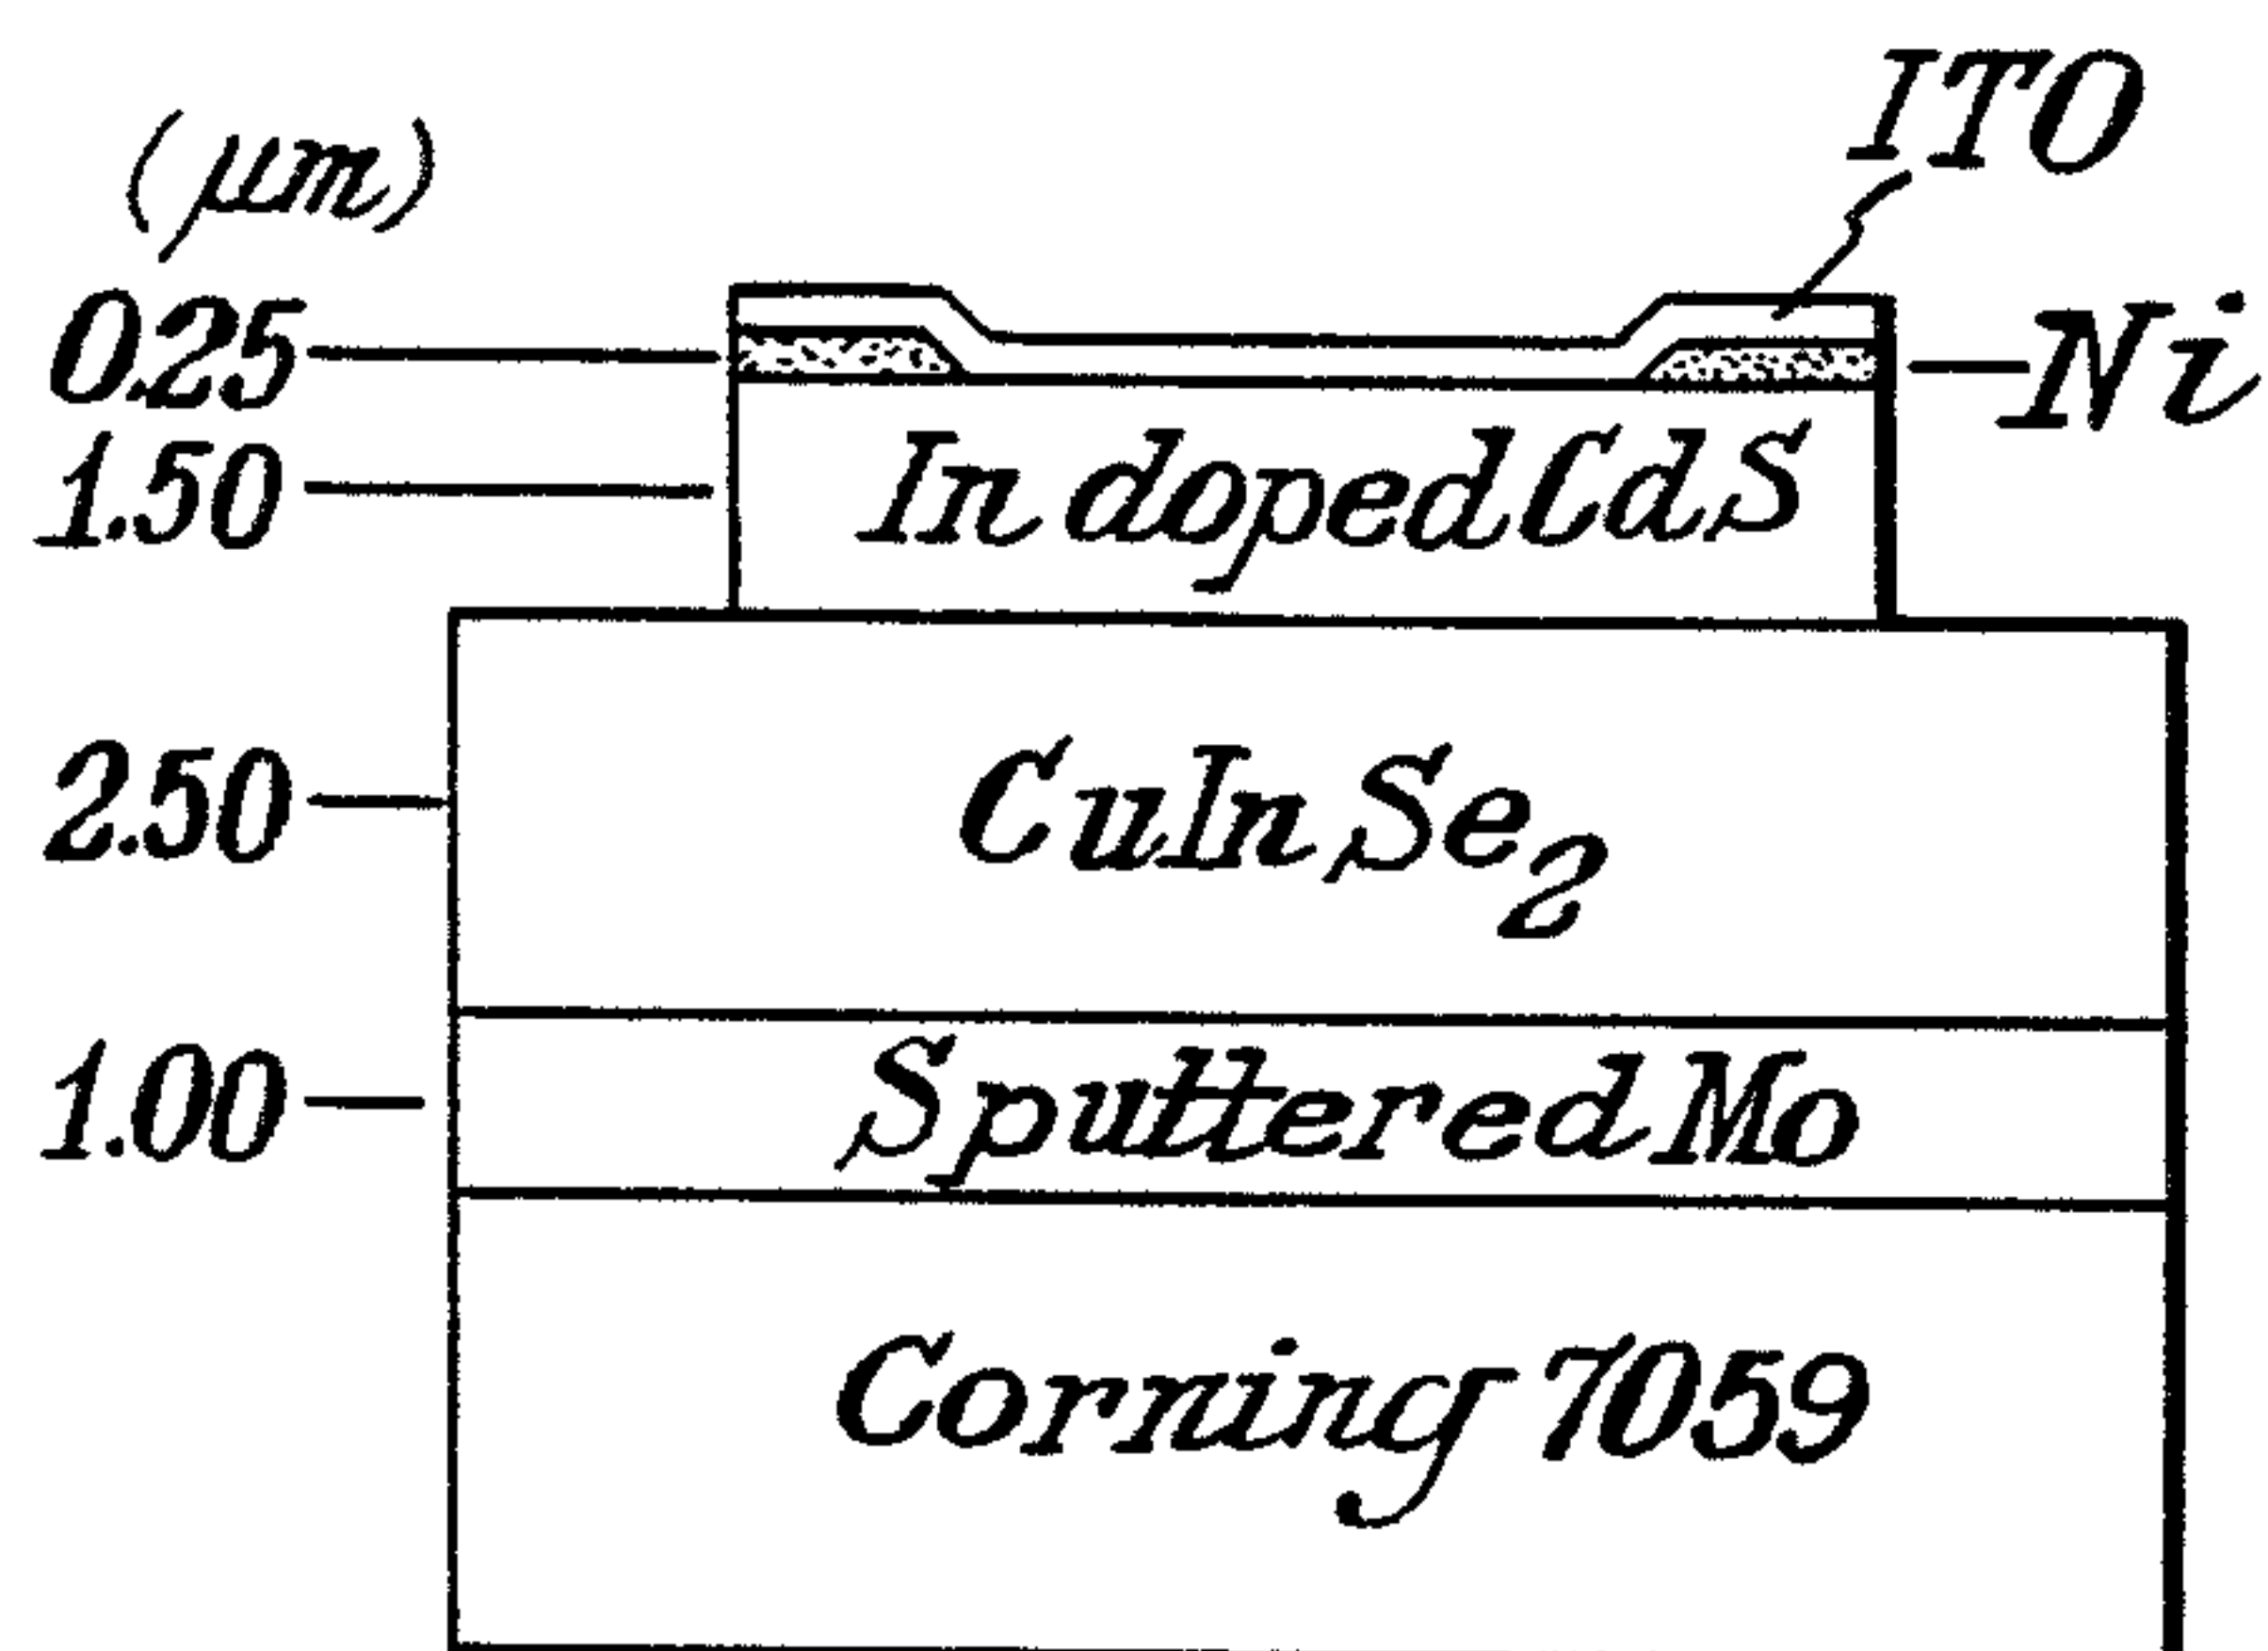 ITO
(μm)
0.25
Ni
1.50
In doped CdS
2.50
CuInSe₂
1.00
Sputtered Mo
Corning 7059